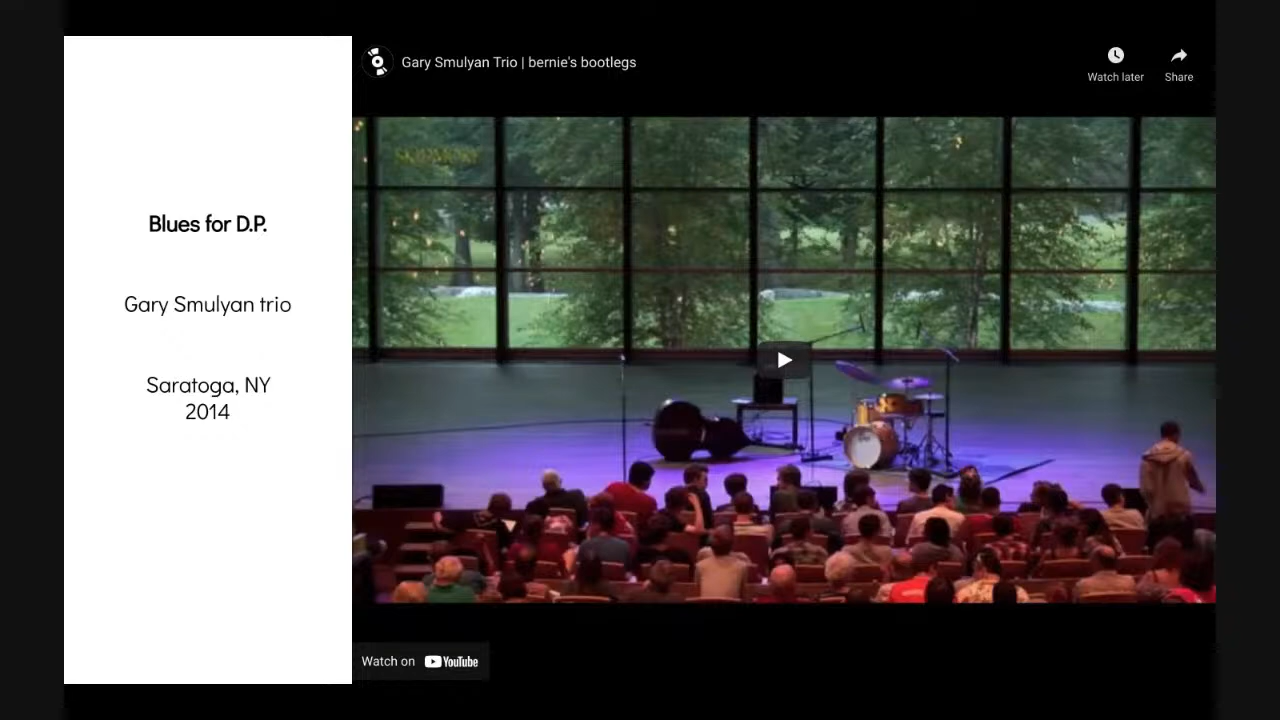 Blues for D.P.
Gary Smulyan trio
Saratoga, NY
2014
Gary Smulyan Trio | bernie's bootlegs
Watch later
Share
Watch on YouTube